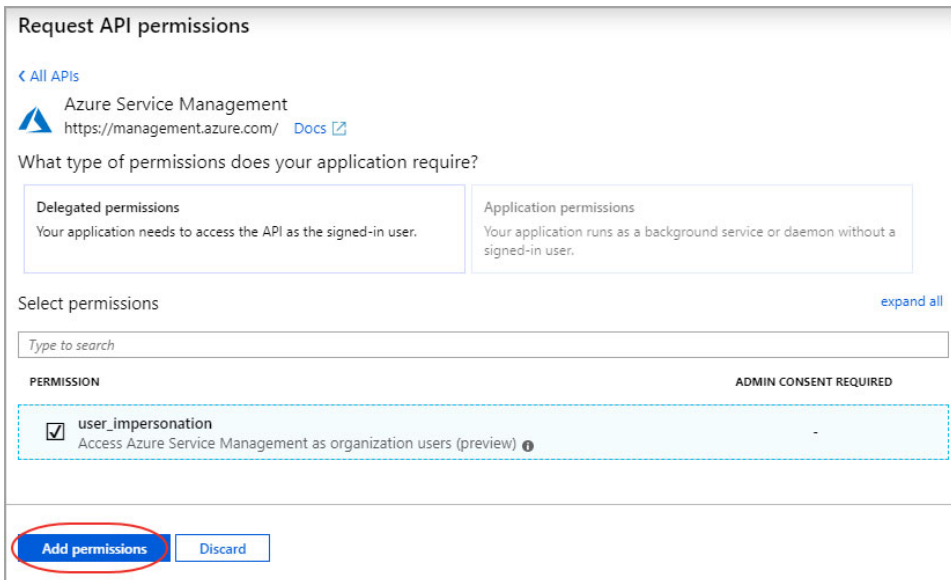 Request API permissions
All APIs
Azure Service Management
https://management.azure.com/ Docs
What type of permissions does your application require?
Delegated permissions
Your application needs to access the API as the signed-in user.
Application permissions
Your application runs as a background service or daemon without a
signed-in user.
Select permissions
expand all
Type to search
PERMISSION
ADMIN CONSENT REQUIRED
user_impersonation
Access Azure Service Management as organization users (preview)
-
Add permissions
Discard